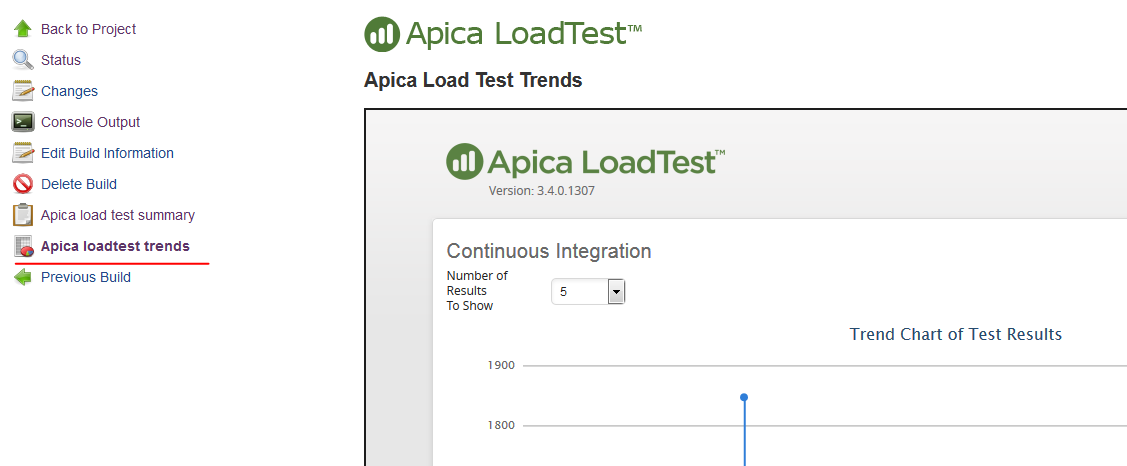 Back to Project
Status
Changes
Console Output
Edit Build Information
Delete Build
Apica load test summary
Apica loadtest trends
Previous Build
Apica LoadTest™
Apica Load Test Trends
Apica LoadTest™
Version: 3.4.0.1307
Continuous Integration
Number of
Results
To Show
5
Trend Chart of Test Results
1900
1800